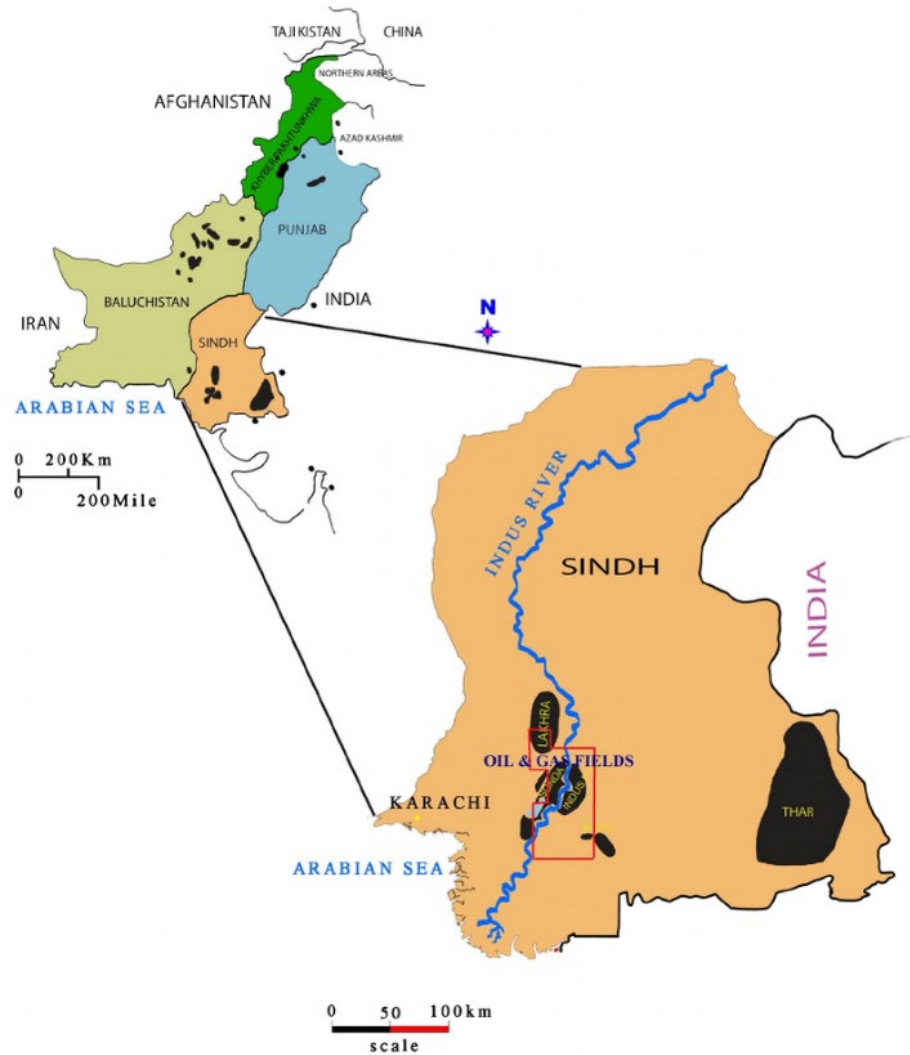 TAJIKISTAN
CHINA
NORTHERN AREAS
AFGHANISTAN
KHYBER PAKHTUNKHWA
AZAD KASHMIR
PUNJAB
BALUCHISTAN
INDIA
IRAN
SINDH
ARABIAN SEA
0 200Km
0 200Mile
N
INDUS RIVER
SINDH
INDIA
LAKHRA
OIL & GAS FIELDS
INDUS
THAR
KARACHI
ARABIAN SEA
0 50 100km
scale